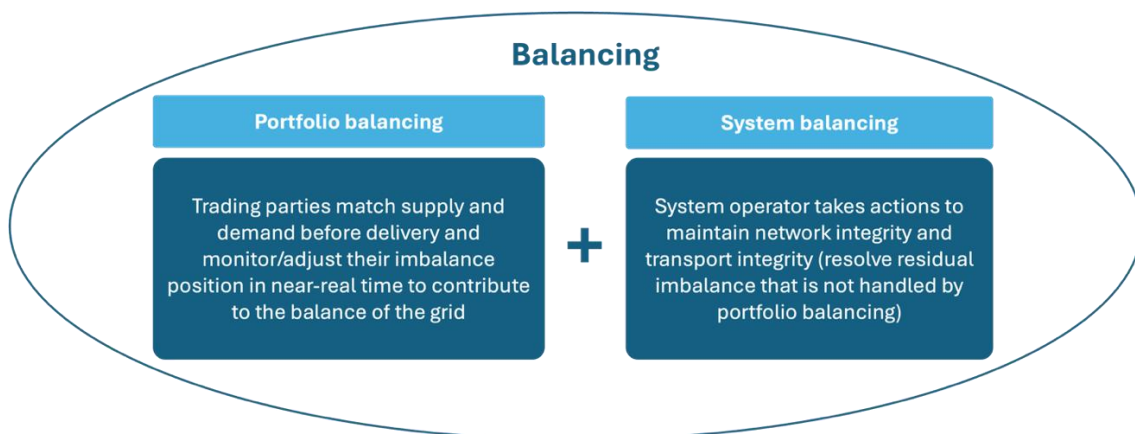 Balancing
Portfolio balancing
Trading parties match supply and
demand before delivery and
monitor/adjust their imbalance
position in near-real time to contribute
to the balance of the grid
+
System balancing
System operator takes actions to
maintain network integrity and
transport integrity (resolve residual
imbalance that is not handled by
portfolio balancing)